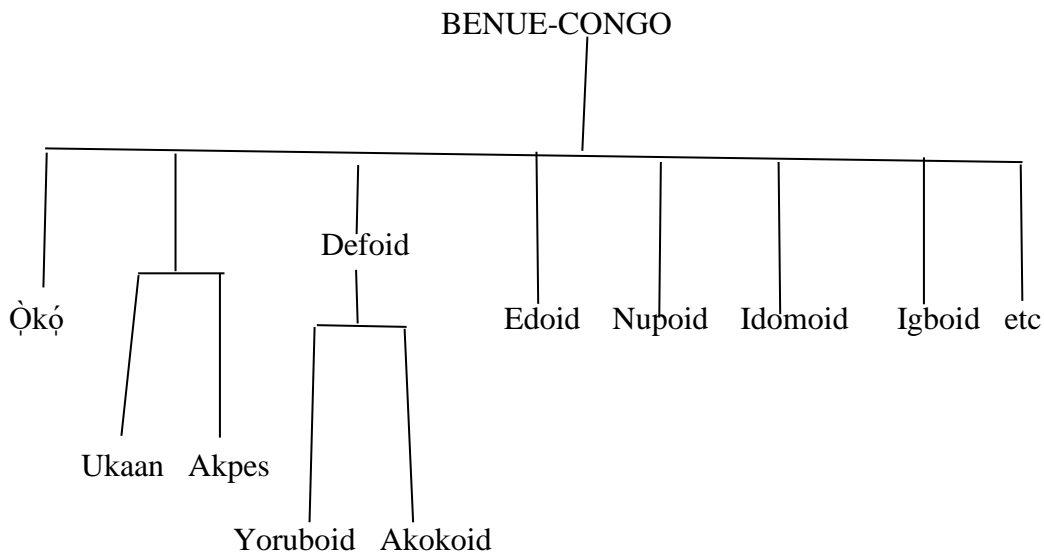 BENUE-CONGO
Defoid
Ọ̀kọ́ Edoid Nupoid Idomoid Igboid etc
Ukaan Akpes
Yoruboid Akokoid